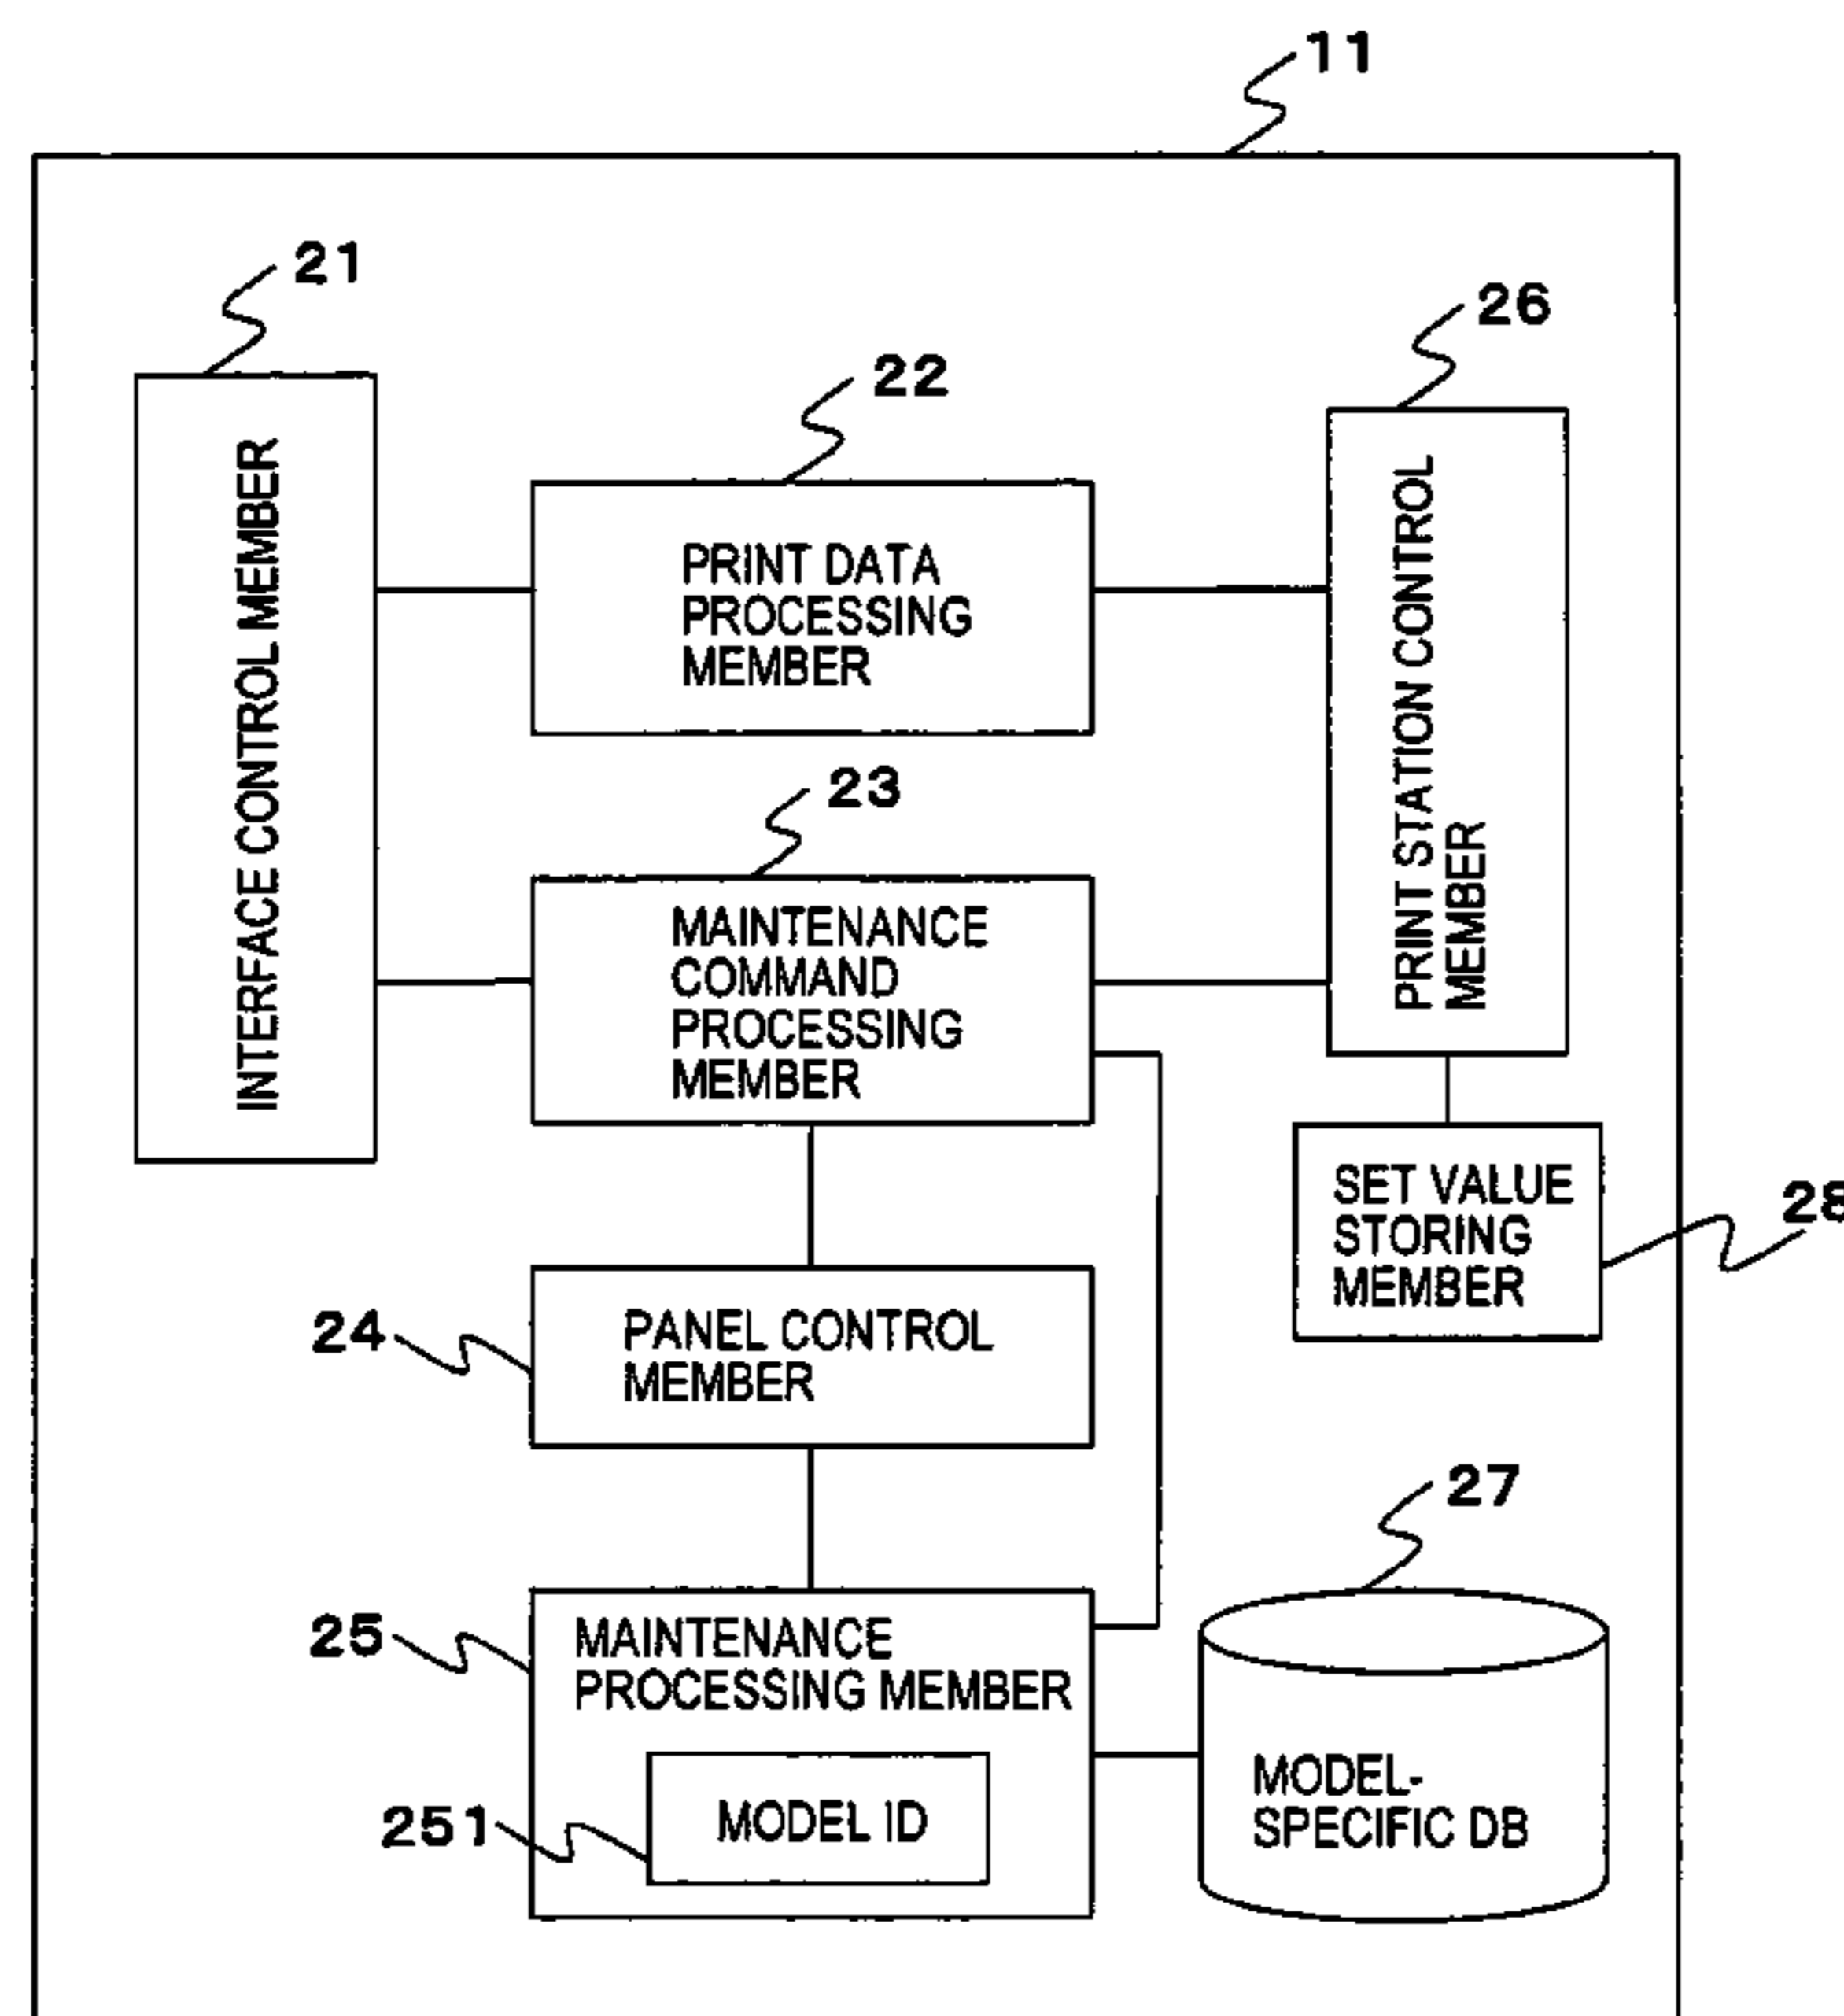 11
21
26
22
INTERFACE CONTROL MEMBER
PRINT DATA
PROCESSING
MEMBER
PRINT STATION CONTROL
MEMBER
23
MAINTENANCE
COMMAND
PROCESSING
MEMBER
SET VALUE
STORING
MEMBER
28
24
PANEL CONTROL
MEMBER
27
25
MAINTENANCE
PROCESSING MEMBER
251
MODEL ID
MODEL-
SPECIFIC DB